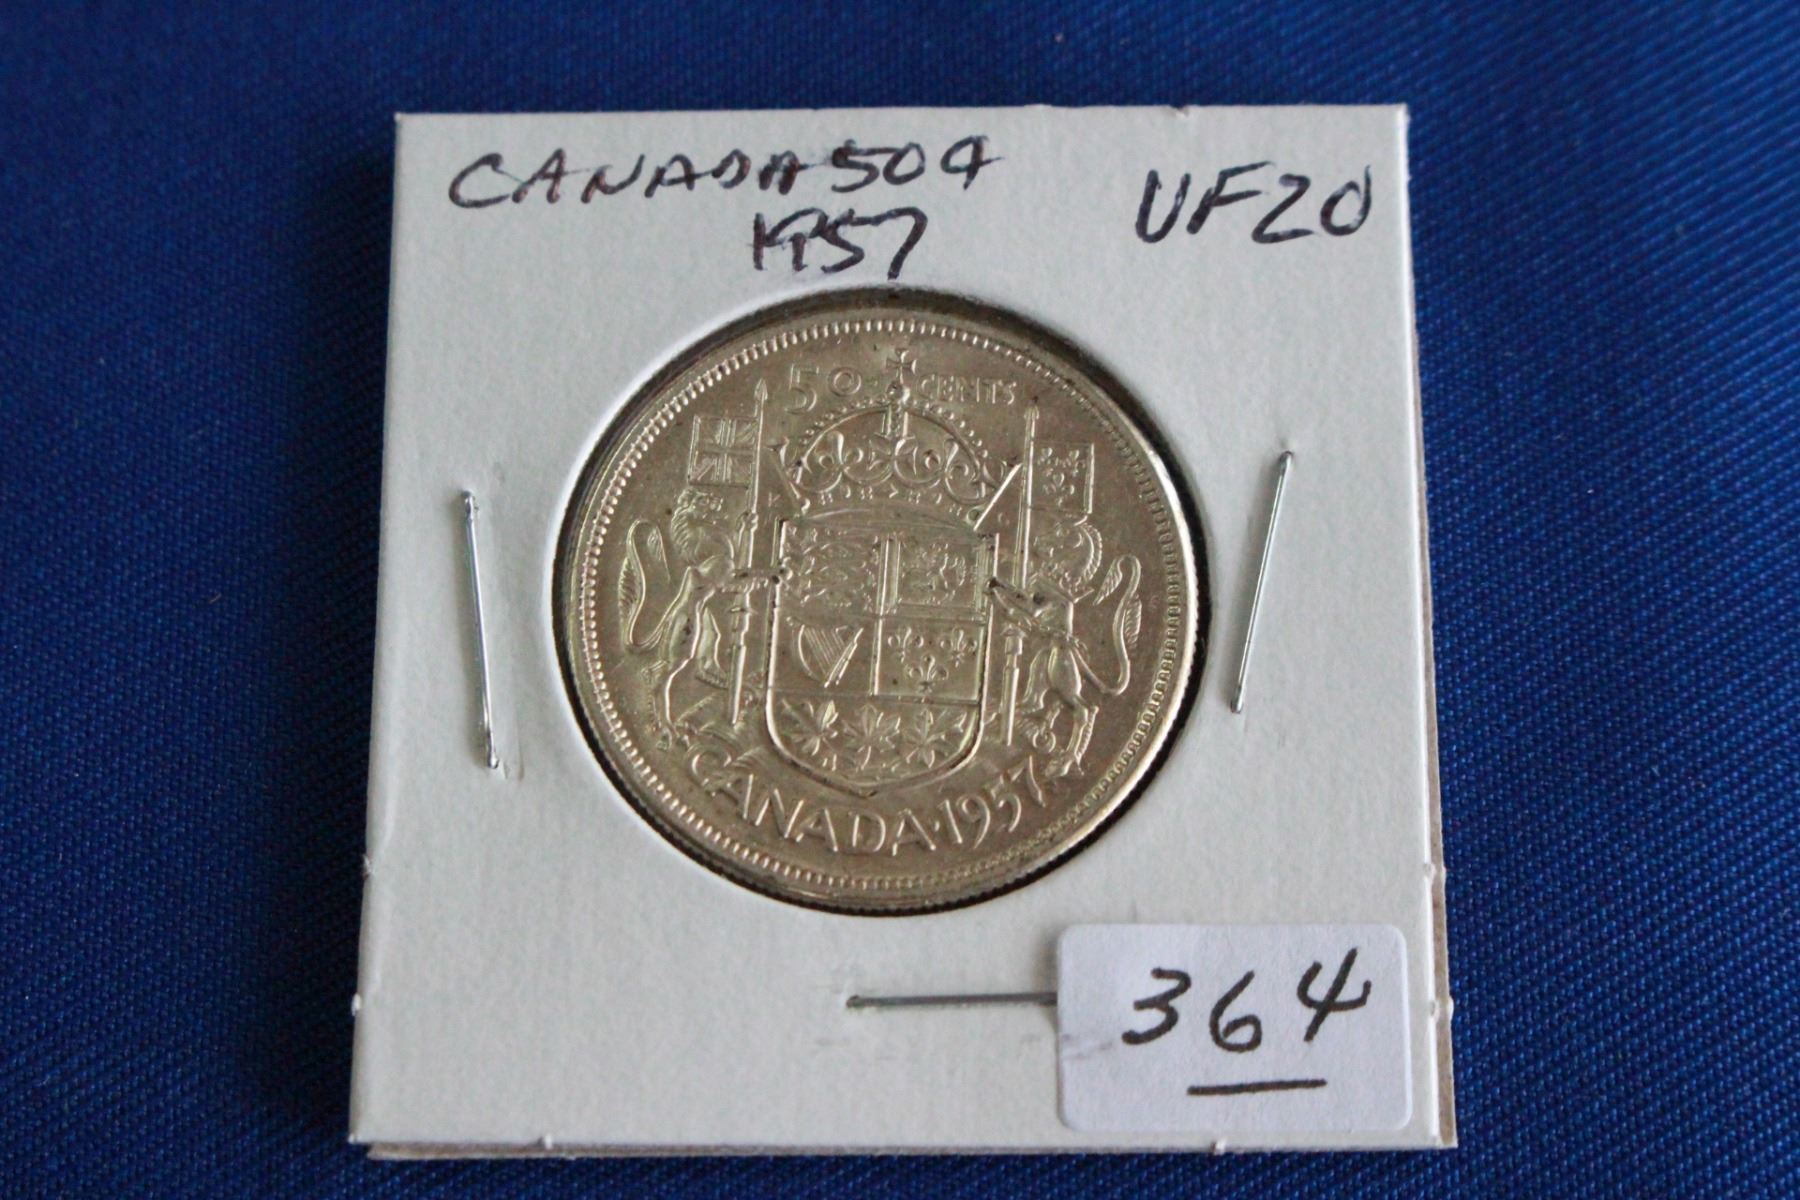 CANADA 50¢
1957
VF20
50 CENTS
CANADA·1957
364